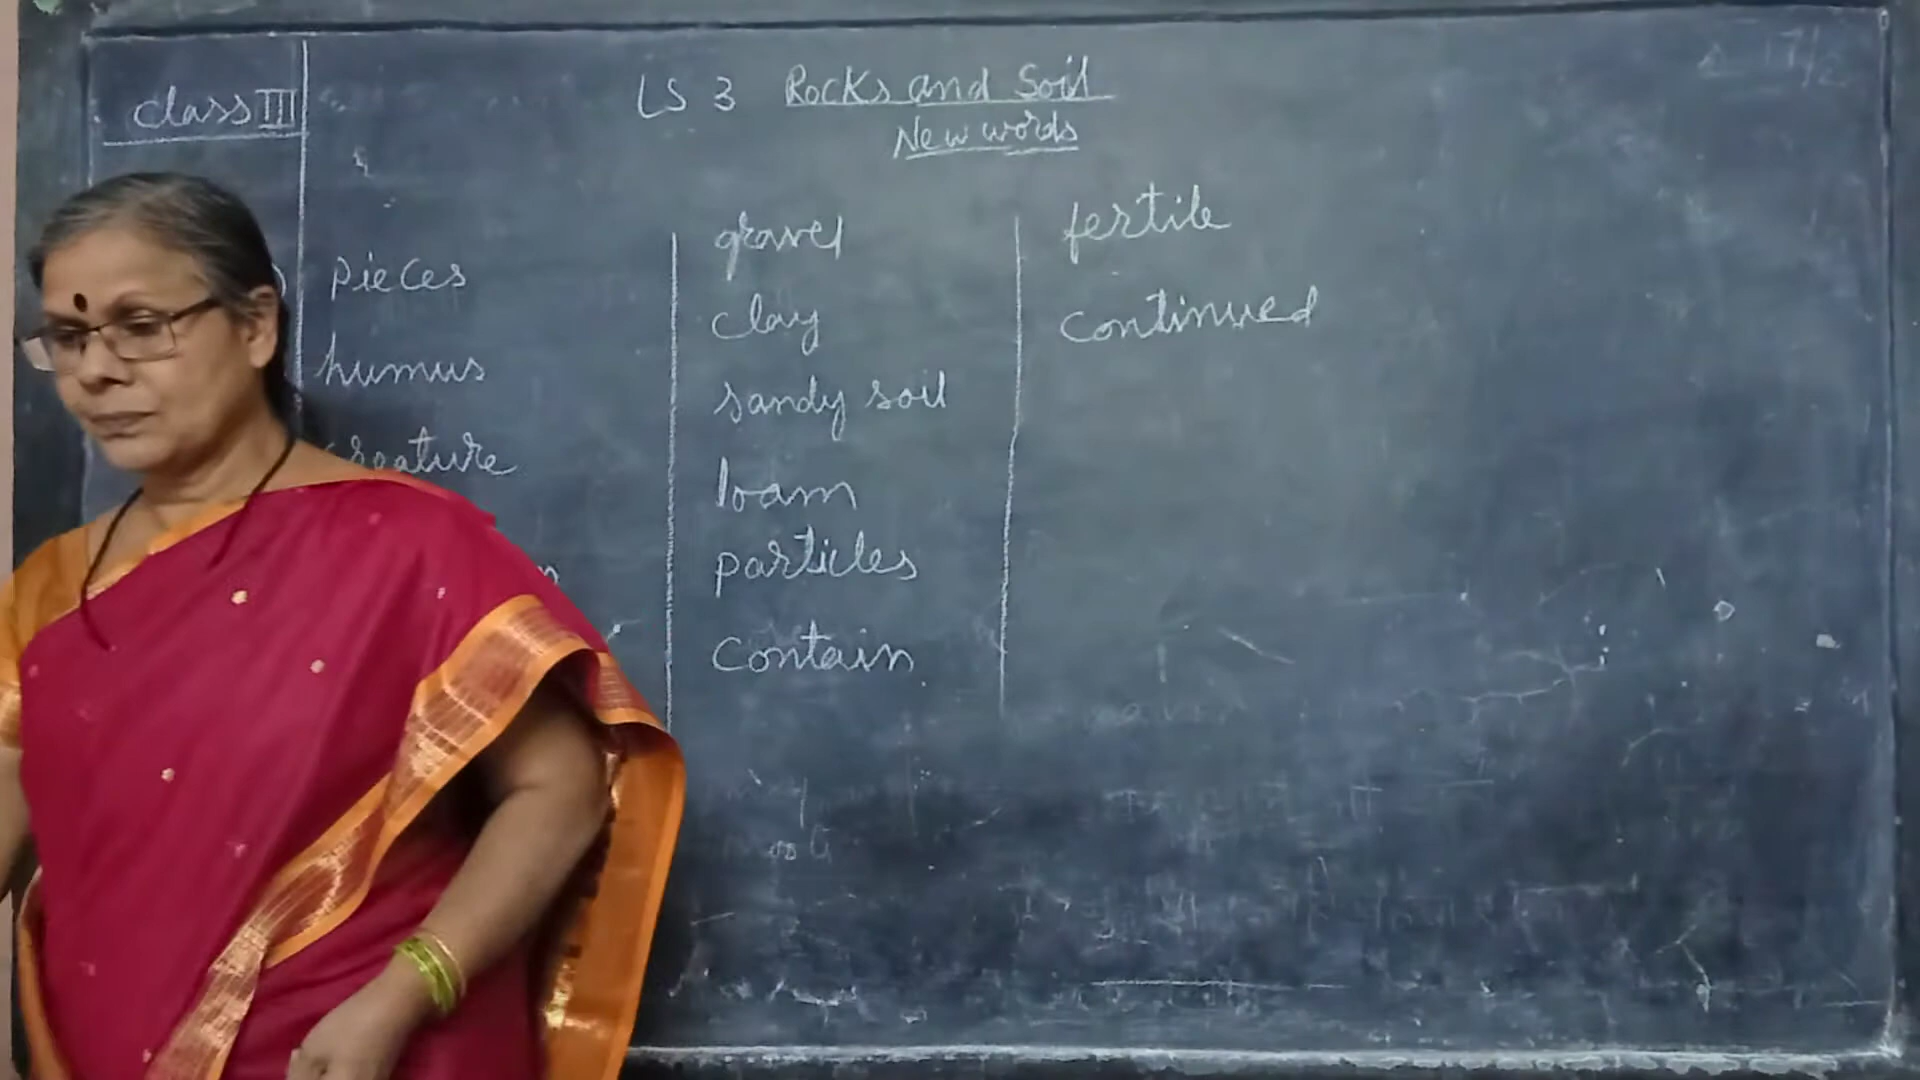 Class III
LS 3 Rocks and Soil
New words
Pieces
humus
creature
gravel
clay
sandy soil
loam
particles
contain
fertile
continued